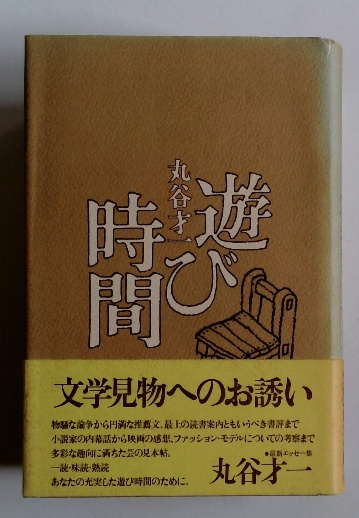 遊び
時間
丸谷才一
文学見物へのお誘い
物騒な論争から円満な推薦文、最上の読書案内ともいうべき書評まで
小説家の内幕話から映画の感想、ファッション・モデルについての考察まで
多彩な趣向に満ちた芸の見本帖。
一読・味読・熟読
あなたの充実した遊び時間のために。
●最新エッセー集
丸谷才一